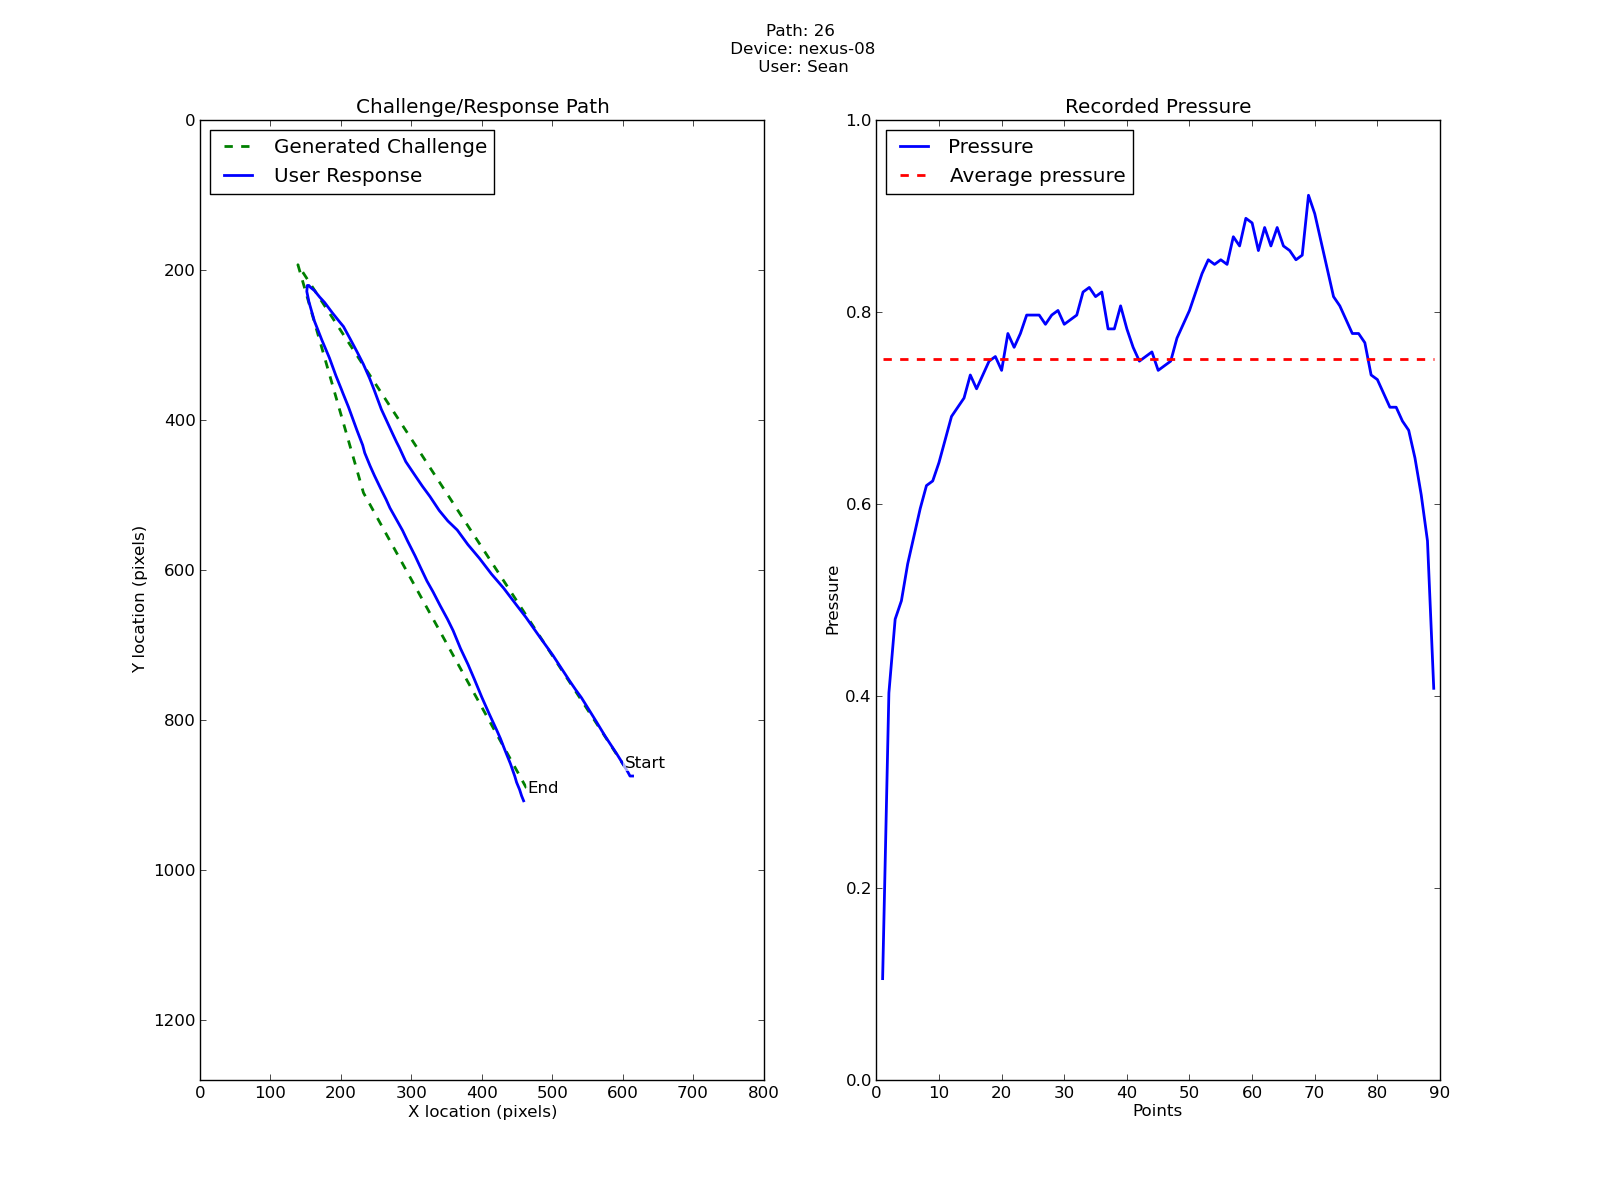 Path: 26
Device: nexus-08
User: Sean
Challenge/Response Path
Generated Challenge
User Response
0
200
400
600
800
1000
1200
Y location (pixels)
Start
End
0 100 200 300 400 500 600 700 800
X location (pixels)
Recorded Pressure
Pressure
Average pressure
1.0
0.8
0.6
0.4
0.2
0.0
Pressure
0 10 20 30 40 50 60 70 80 90
Points